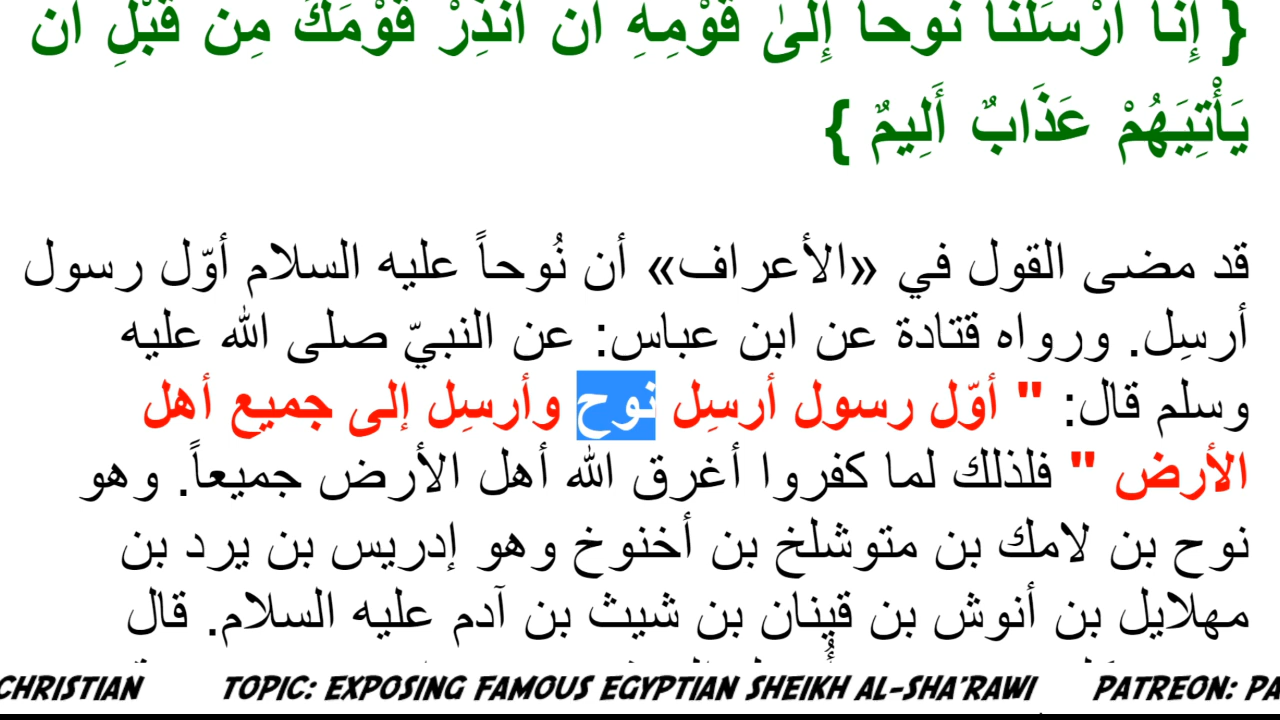 { إِنَّا أَرْسَلْنَا نُوحاً إِلَىٰ قَوْمِهِ أَنْ أَنذِرْ قَوْمَكَ مِن قَبْلِ أَن
يَأْتِيَهُمْ عَذَابٌ أَلِيمٌ }
قد مضى القول في «الأعراف» أن نُوحاً عليه السلام أوّل رسول
أرسِل. ورواه قتادة عن ابن عباس: عن النبيّ صلى الله عليه
وسلم قال: " أوّل رسول أرسِل نوح وأرسِل إلى جميع أهل
الأرض " فلذلك لما كفروا أغرق الله أهل الأرض جميعاً. وهو
نوح بن لامك بن متوشلخ بن أخنوخ وهو إدريس بن يرد بن
مهلايل بن أنوش بن قينان بن شيث بن آدم عليه السلام. قال
CHRISTIAN TOPIC: EXPOSING FAMOUS EGYPTIAN SHEIKH AL-SHA'RAWI PATREON: PA